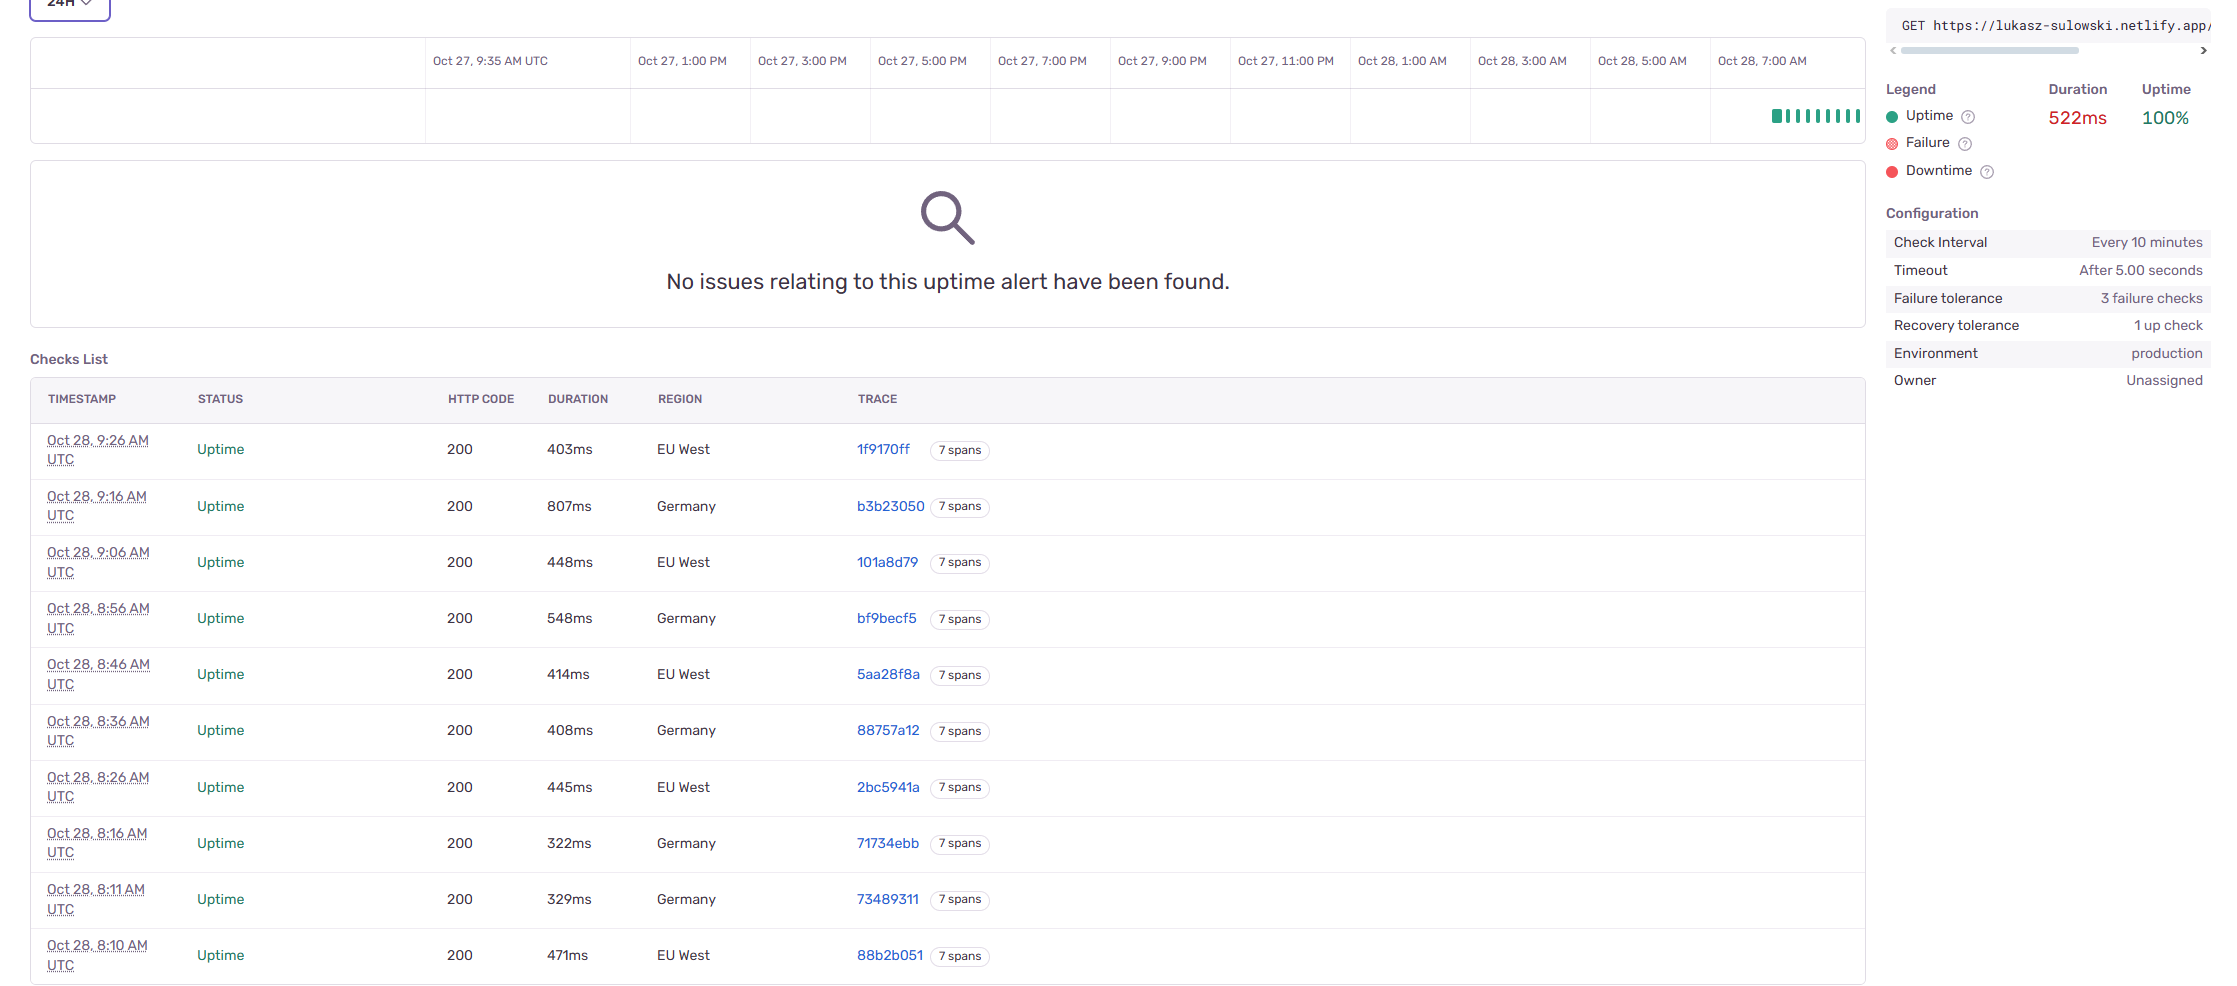 24H
Oct 27, 9:35 AM UTC Oct 27, 1:00 PM Oct 27, 3:00 PM Oct 27, 5:00 PM Oct 27, 7:00 PM Oct 27, 9:00 PM Oct 27, 11:00 PM Oct 28, 1:00 AM Oct 28, 3:00 AM Oct 28, 5:00 AM Oct 28, 7:00 AM
No issues relating to this uptime alert have been found.
Checks List
TIMESTAMP STATUS HTTP CODE DURATION REGION TRACE
Oct 28, 9:26 AM UTC Uptime 200 403ms EU West 1f9170ff 7 spans
Oct 28, 9:16 AM UTC Uptime 200 807ms Germany b3b23050 7 spans
Oct 28, 9:06 AM UTC Uptime 200 448ms EU West 101a8d79 7 spans
Oct 28, 8:56 AM UTC Uptime 200 548ms Germany bf9becf5 7 spans
Oct 28, 8:46 AM UTC Uptime 200 414ms EU West 5aa28f8a 7 spans
Oct 28, 8:36 AM UTC Uptime 200 408ms Germany 88757a12 7 spans
Oct 28, 8:26 AM UTC Uptime 200 445ms EU West 2bc5941a 7 spans
Oct 28, 8:16 AM UTC Uptime 200 322ms Germany 71734ebb 7 spans
Oct 28, 8:11 AM UTC Uptime 200 329ms Germany 73489311 7 spans
Oct 28, 8:10 AM UTC Uptime 200 471ms EU West 88b2b051 7 spans
GET https://lukasz-sulowski.netlify.app/
Legend Duration Uptime
Uptime ? 522ms 100%
Failure ?
Downtime ?
Configuration
Check Interval Every 10 minutes
Timeout After 5.00 seconds
Failure tolerance 3 failure checks
Recovery tolerance 1 up check
Environment production
Owner Unassigned